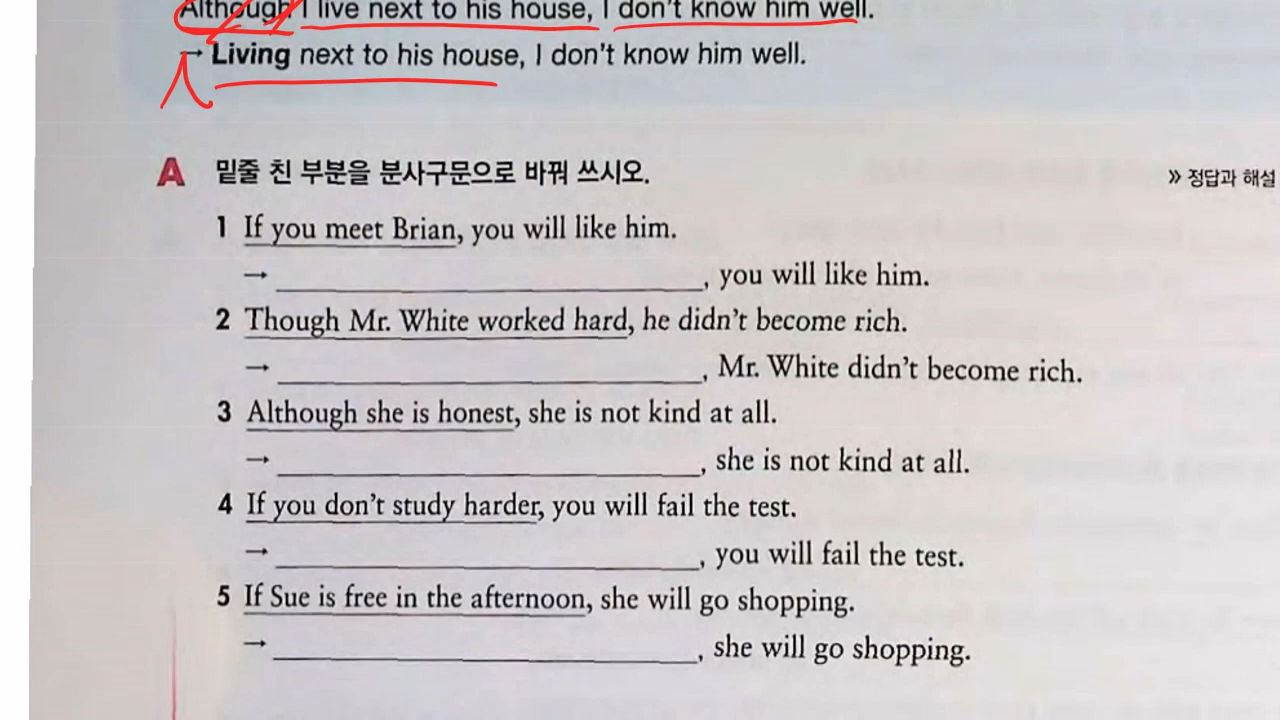 Although I live next to his house, I don't know him well.
→ Living next to his house, I don't know him well.
A 밑줄 친 부분을 분사구문으로 바꿔 쓰시오.
» 정답과 해설
1 If you meet Brian, you will like him.
→ ____________________, you will like him.
2 Though Mr. White worked hard, he didn't become rich.
→ ____________________, Mr. White didn't become rich.
3 Although she is honest, she is not kind at all.
→ ____________________, she is not kind at all.
4 If you don't study harder, you will fail the test.
→ ____________________, you will fail the test.
5 If Sue is free in the afternoon, she will go shopping.
→ ____________________, she will go shopping.